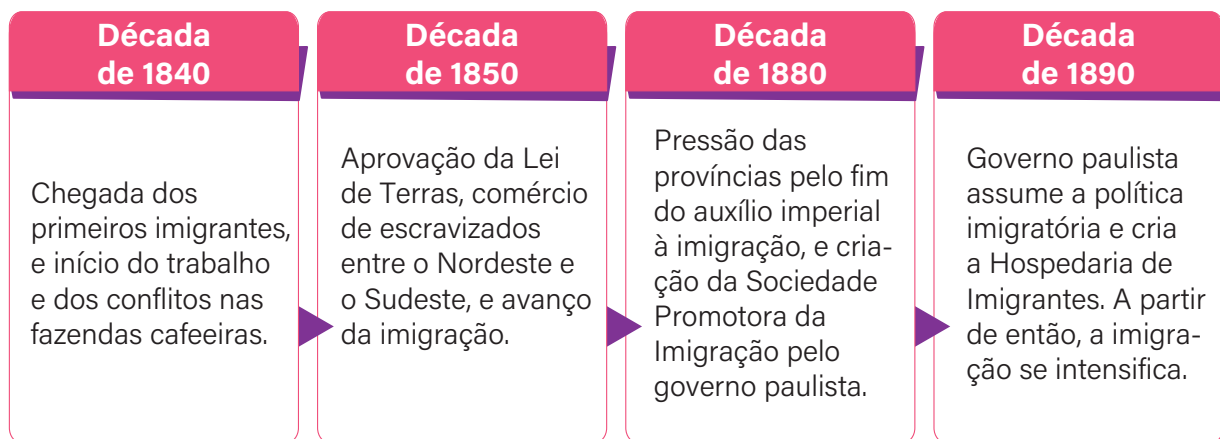 Década
de 1840
Chegada dos
primeiros imigrantes,
e início do trabalho
e dos conflitos nas
fazendas cafeeiras.
Década
de 1850
Aprovação da Lei
de Terras, comércio
de escravizados
entre o Nordeste e
o Sudeste, e avanço
da imigração.
Década
de 1880
Pressão das
províncias pelo fim
do auxílio imperial
à imigração, e cria-
ção da Sociedade
Promotora da
Imigração pelo
governo paulista.
Década
de 1890
Governo paulista
assume a política
imigratória e cria
a Hospedaria de
Imigrantes. A partir
de então, a imigra-
ção se intensifica.